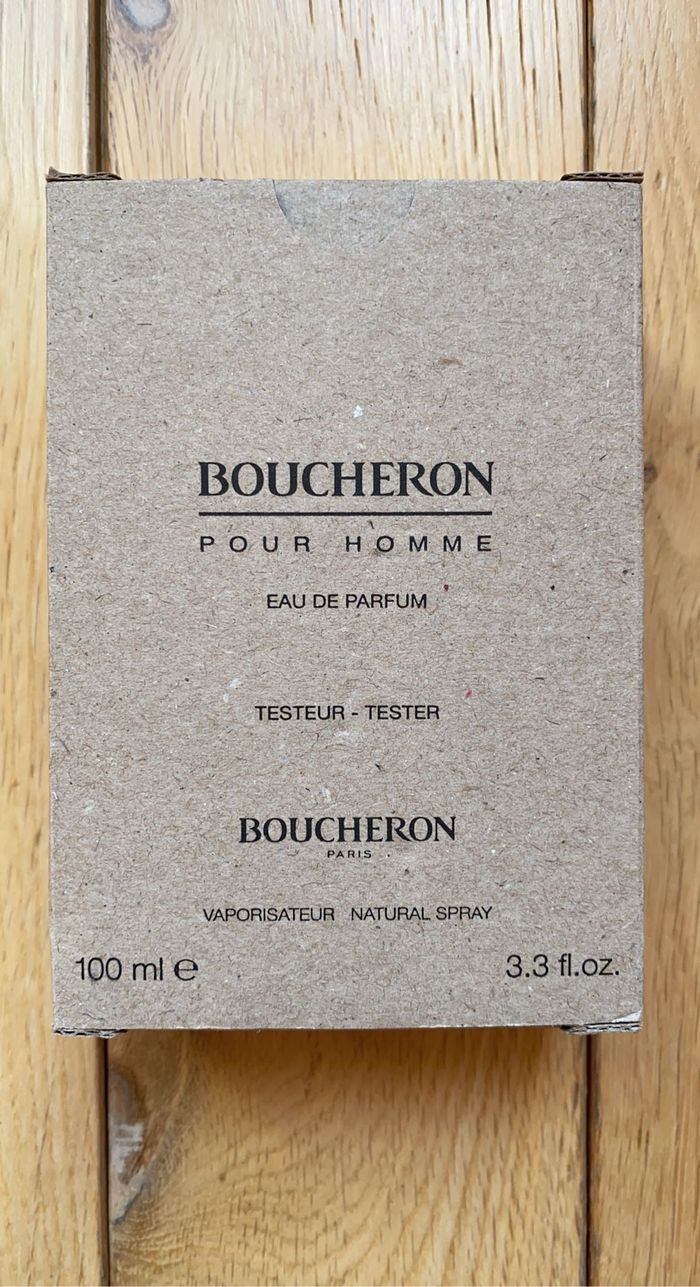 BOUCHERON
POUR HOMME
EAU DE PARFUM
TESTEUR - TESTER
BOUCHERON
PARIS
VAPORISATEUR NATURAL SPRAY
100 ml ℮ 3.3 fl.oz.